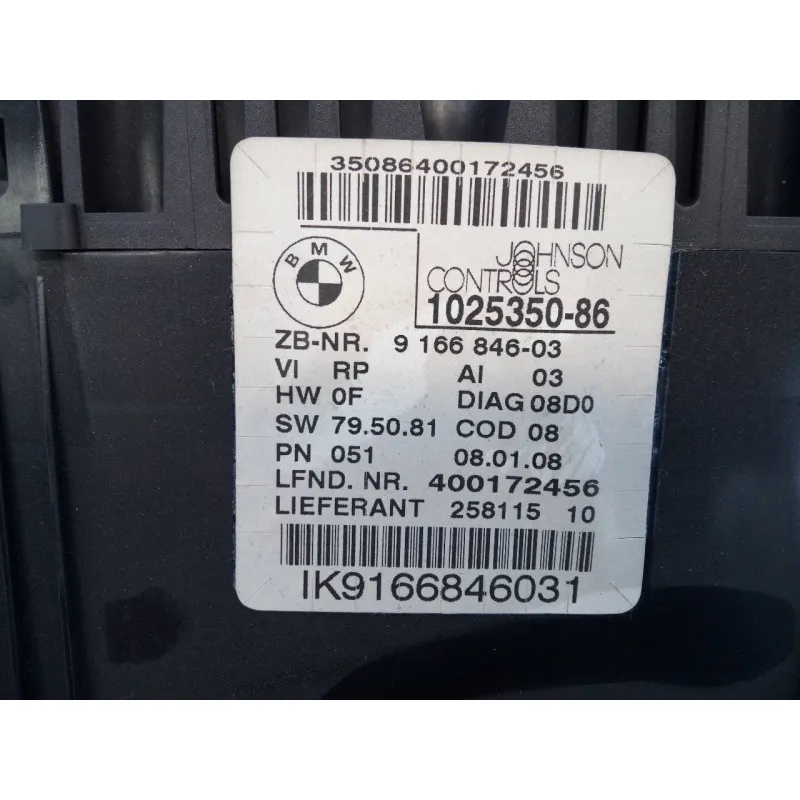 35086400172456
BMW
JOHNSON
CONTROLS
1025350-86
ZB-NR. 9 166 846-03
VI RP AI 03
HW 0F DIAG 08D0
SW 79.50.81 COD 08
PN 051 08.01.08
LFND. NR. 400172456
LIEFERANT 258115 10
IK9166846031